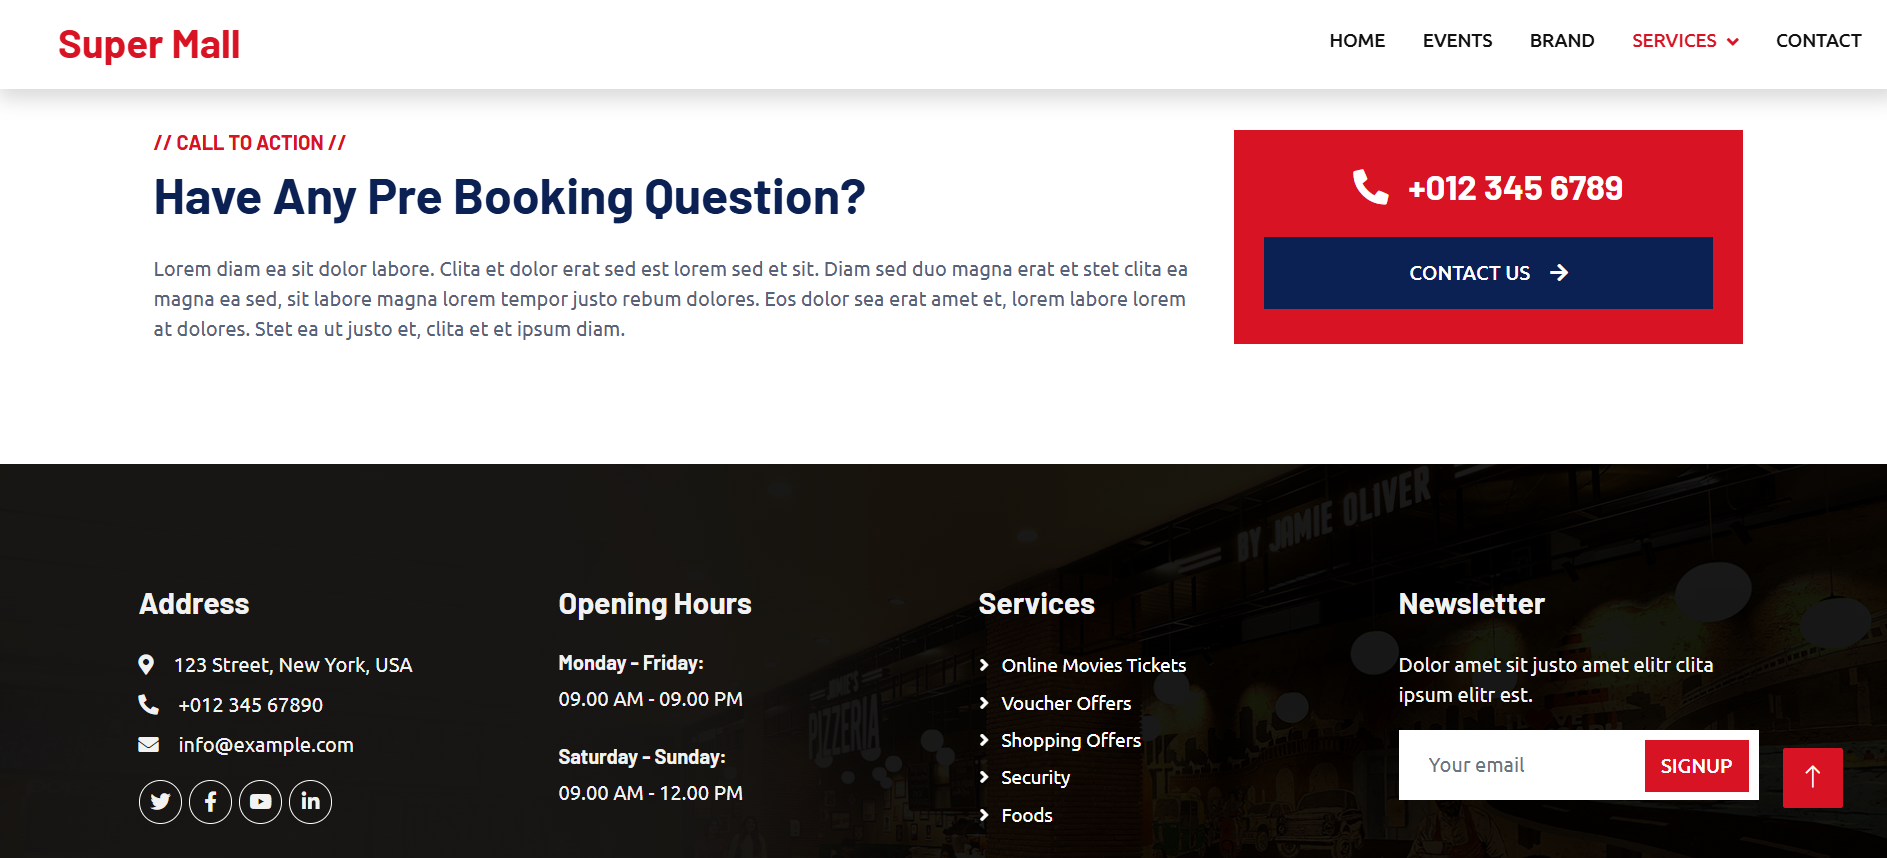 Super Mall
HOME EVENTS BRAND SERVICES CONTACT
// CALL TO ACTION //
Have Any Pre Booking Question?
Lorem diam ea sit dolor labore. Clita et dolor erat sed est lorem sed et sit. Diam sed duo magna erat et stet clita ea
magna ea sed, sit labore magna lorem tempor justo rebum dolores. Eos dolor sea erat amet et, lorem labore lorem
at dolores. Stet ea ut justo et, clita et et ipsum diam.
+012 345 6789
CONTACT US
BY JAMIE OLIVER
JAMIE'S
PIZZERIA
Address
123 Street, New York, USA
+012 345 67890
info@example.com
Opening Hours
Monday - Friday:
09.00 AM - 09.00 PM
Saturday - Sunday:
09.00 AM - 12.00 PM
Services
Online Movies Tickets
Voucher Offers
Shopping Offers
Security
Foods
Newsletter
Dolor amet sit justo amet elitr clita
ipsum elitr est.
Your email
SIGNUP